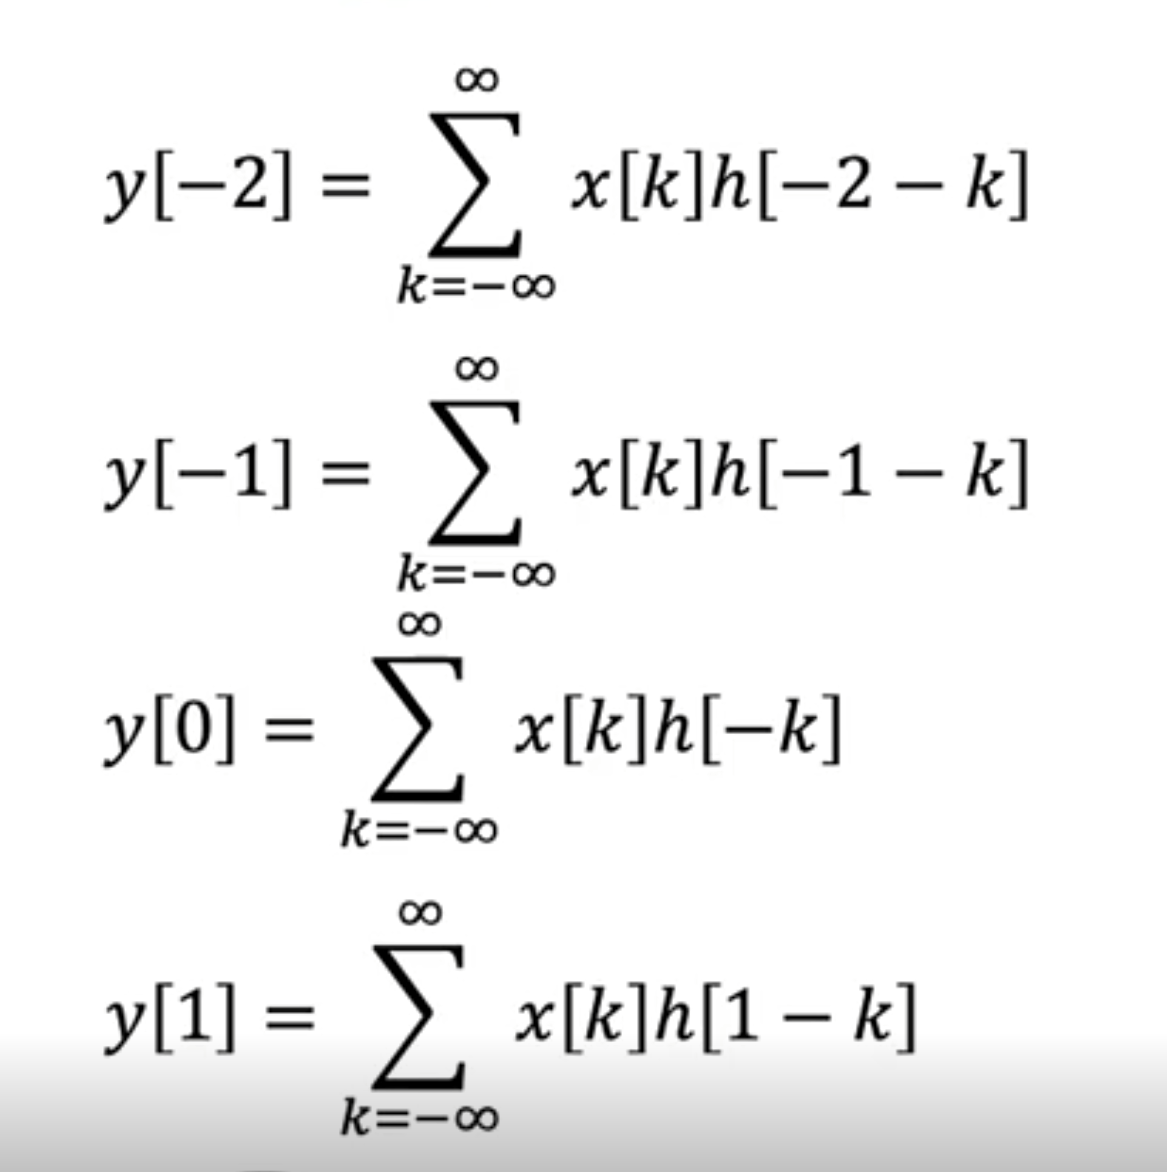 y[−2] = ∑_{k=−∞}^{∞} x[k]h[−2 − k]
y[−1] = ∑_{k=−∞}^{∞} x[k]h[−1 − k]
y[0] = ∑_{k=−∞}^{∞} x[k]h[−k]
y[1] = ∑_{k=−∞}^{∞} x[k]h[1 − k]